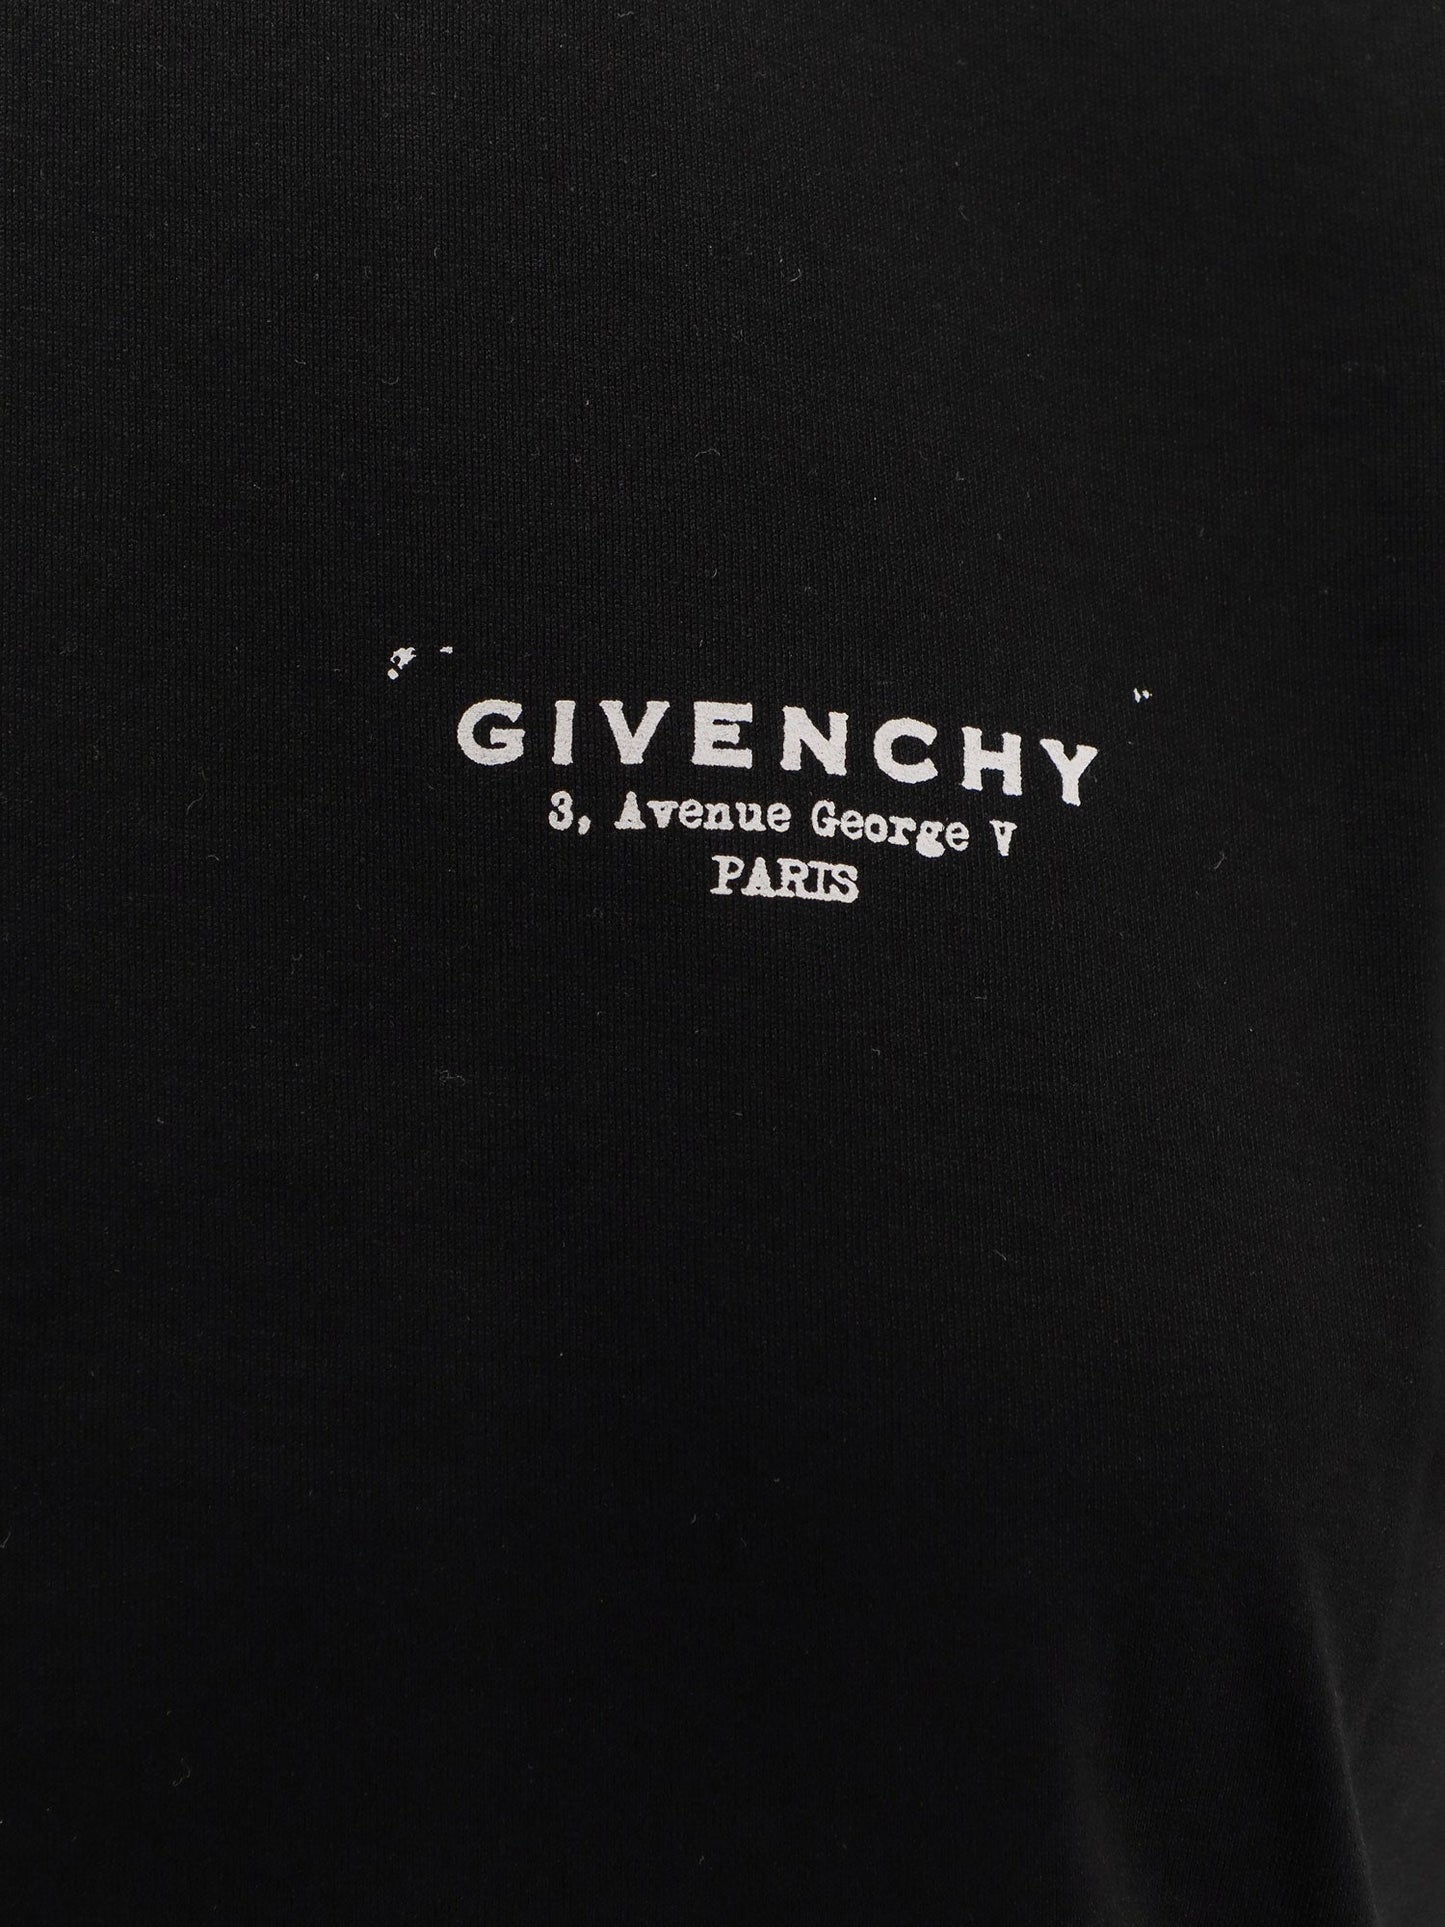 GIVENCHY
3, Avenue George V
PARIS